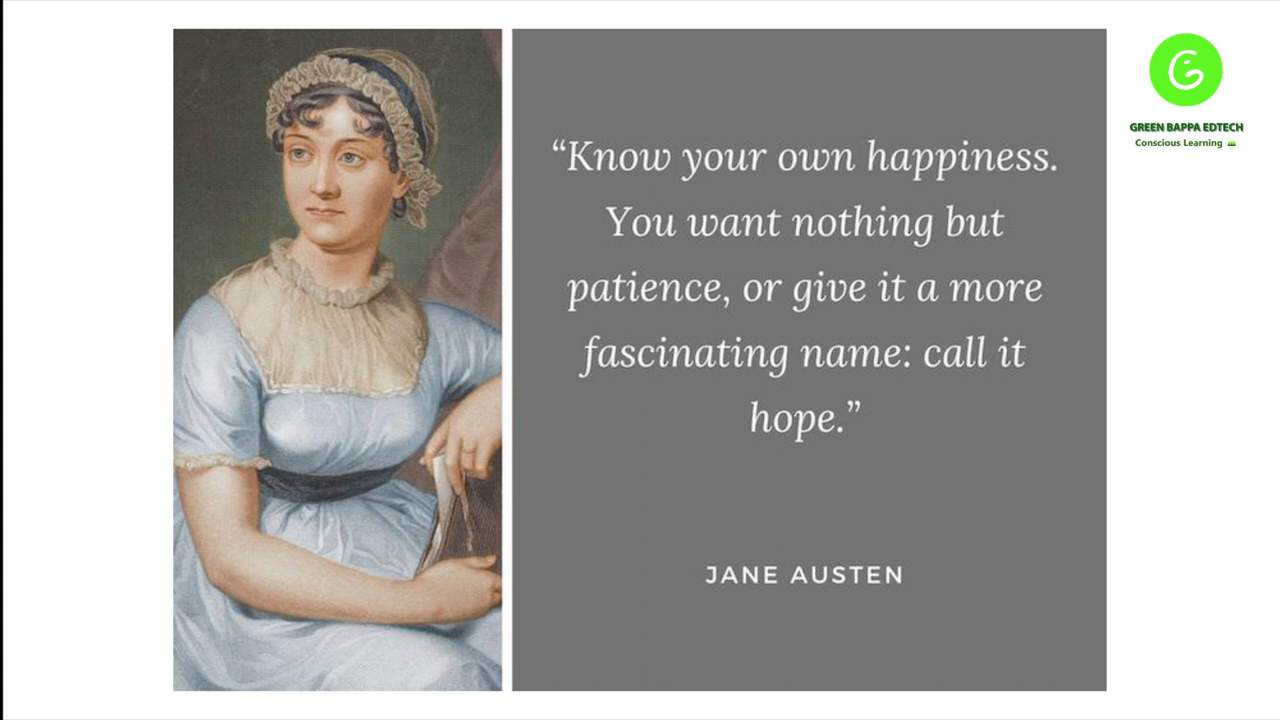 “Know your own happiness.
You want nothing but
patience, or give it a more
fascinating name: call it
hope.”
JANE AUSTEN
GREEN BAPPA EDTECH
Conscious Learning